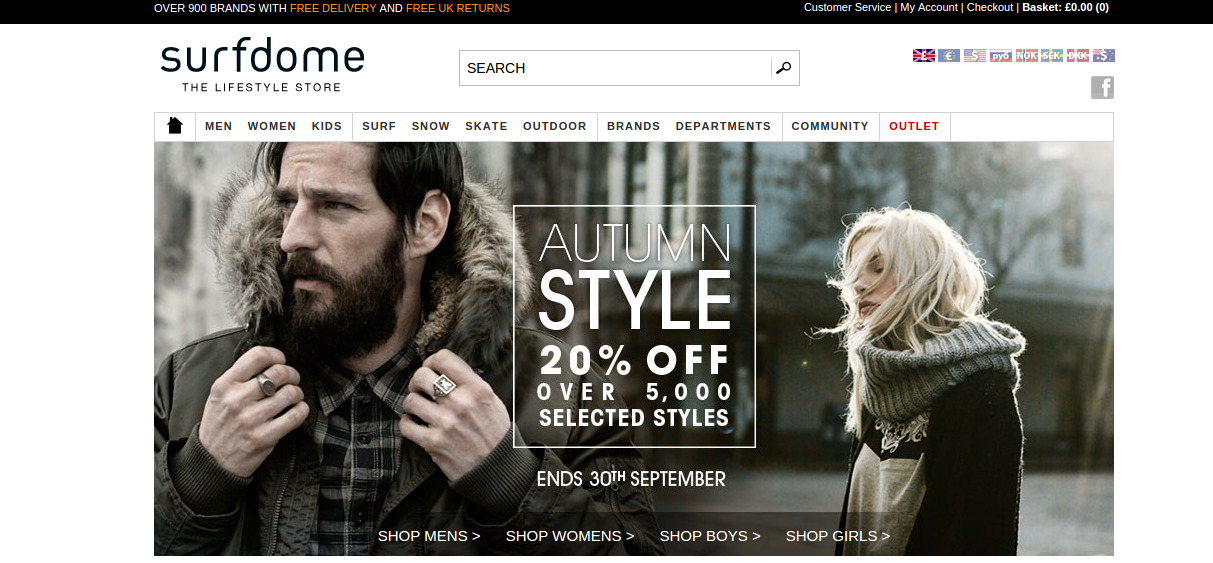 OVER 900 BRANDS WITH FREE DELIVERY AND FREE UK RETURNS
Customer Service | My Account | Checkout | Basket: £0.00 (0)
surfdome
THE LIFESTYLE STORE
SEARCH
€ $ руб NOK SEK DKK $
f
MEN WOMEN KIDS SURF SNOW SKATE OUTDOOR BRANDS DEPARTMENTS COMMUNITY OUTLET
AUTUMN
STYLE
20% OFF
OVER 5,000
SELECTED STYLES
ENDS 30TH SEPTEMBER
SHOP MENS > SHOP WOMENS > SHOP BOYS > SHOP GIRLS >